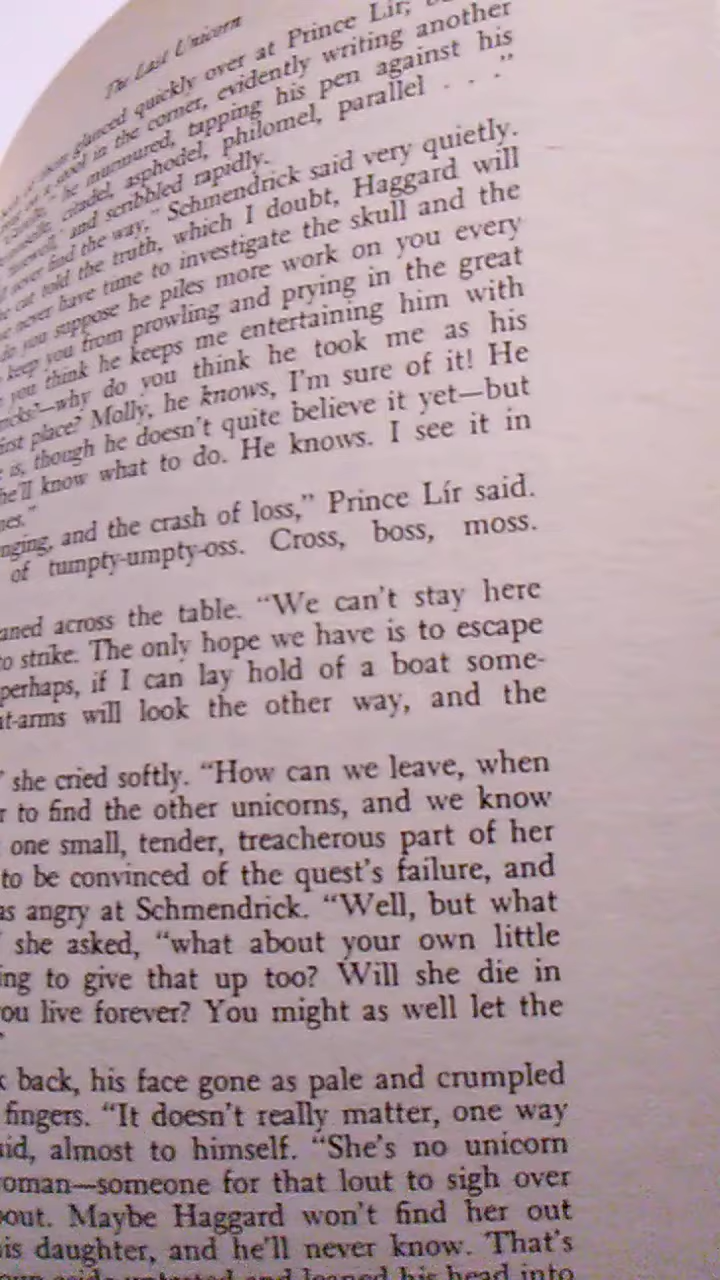 The Last Unicorn
glanced quickly over at Prince Lír;
in the corner, evidently writing another
he murmured, tapping his pen against his
citadel, asphodel, philomel, parallel . . ."
and scribbled rapidly.
find the way," Schmendrick said very quietly.
cat told the truth, which I doubt, Haggard will
never have time to investigate the skull and the
do you suppose he piles more work on you every
keep you from prowling and prying in the great
you think he keeps me entertaining him with
—why do you think he took me as his
place? Molly, he knows, I'm sure of it! He
is, though he doesn't quite believe it yet—but
he'll know what to do. He knows. I see it in
nging, and the crash of loss," Prince Lír said.
of tumpty-umpty-oss. Cross, boss, moss.
aned across the table. "We can't stay here
to strike. The only hope we have is to escape
perhaps, if I can lay hold of a boat some-
t-arms will look the other way, and the
" she cried softly. "How can we leave, when
r to find the other unicorns, and we know
one small, tender, treacherous part of her
to be convinced of the quest's failure, and
as angry at Schmendrick. "Well, but what
" she asked, "what about your own little
ing to give that up too? Will she die in
ou live forever? You might as well let the
"
k back, his face gone as pale and crumpled
fingers. "It doesn't really matter, one way
id, almost to himself. "She's no unicorn
oman—someone for that lout to sigh over
bout. Maybe Haggard won't find her out
is daughter, and he'll never know. That's
and leaned his head into